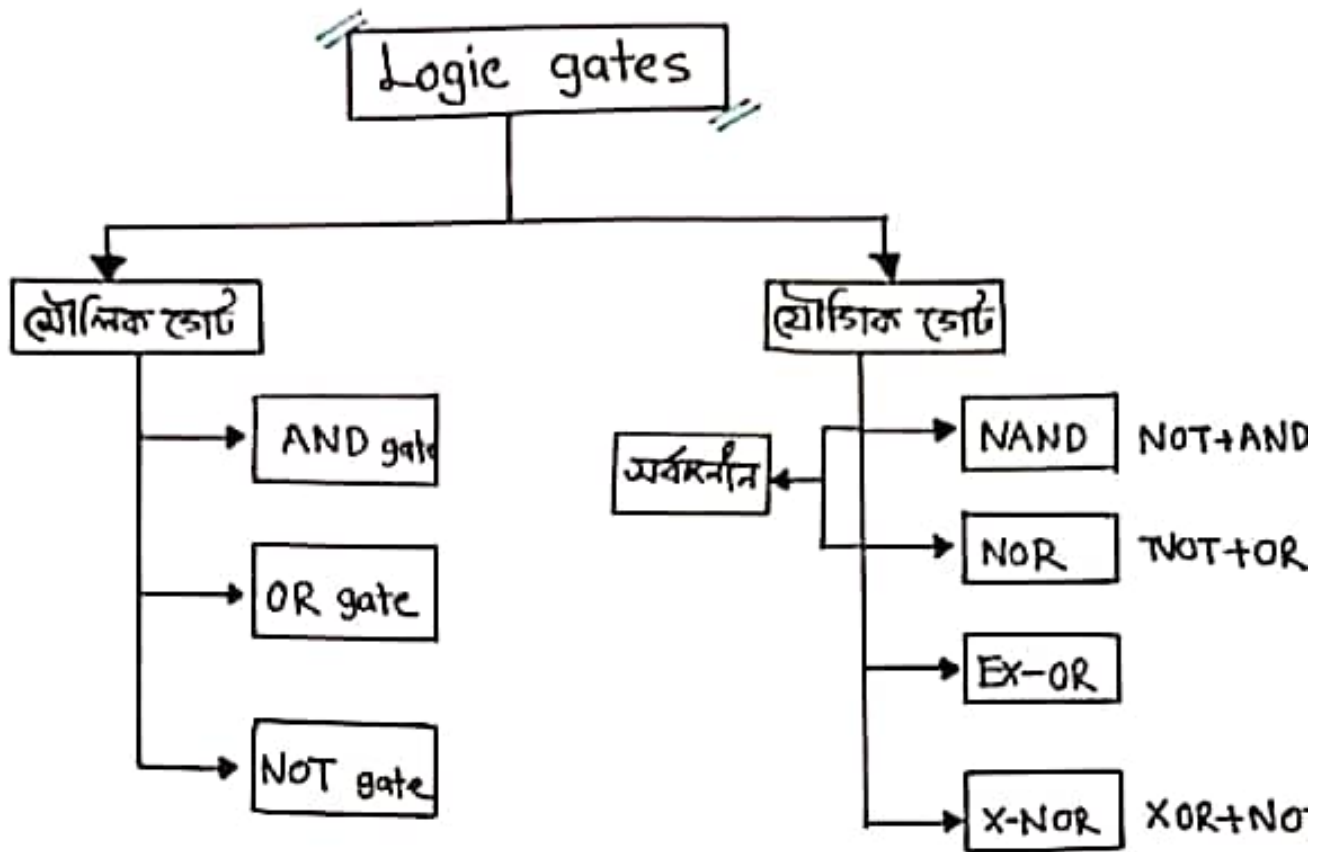 Logic gates
মৌলিক গেট
AND gate
OR gate
NOT gate
যৌগিক গেট
সর্বজনীন
NAND NOT+AND
NOR NOT+OR
EX-OR
X-NOR XOR+NO